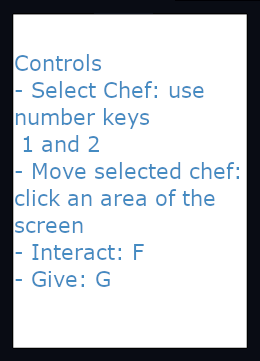 Controls
- Select Chef: use
number keys
 1 and 2
- Move selected chef:
click an area of the
screen
- Interact: F
- Give: G